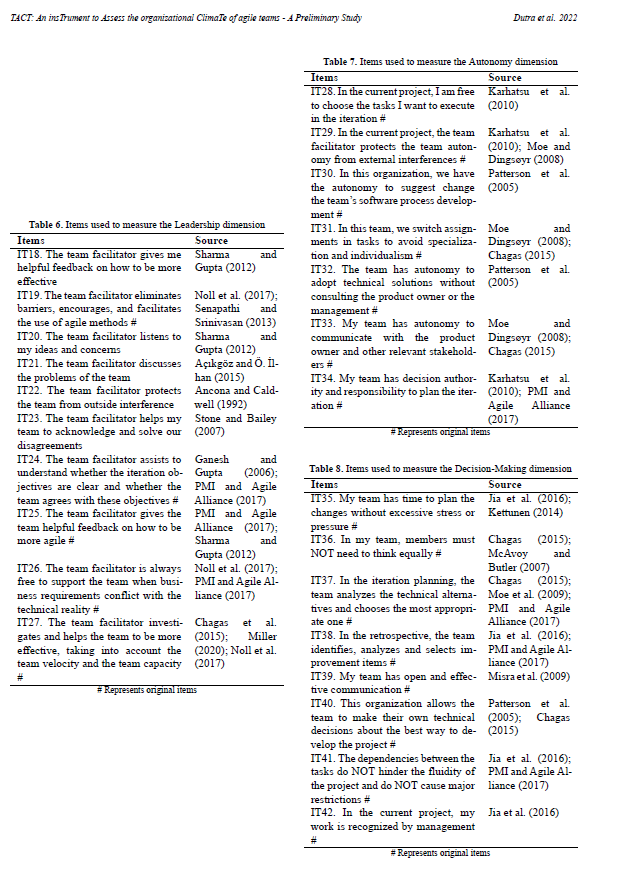 TACT: An insTrument to Assess the organizational ClimaTe of agile teams - A Preliminary Study
Dutra et al. 2022
Table 6. Items used to measure the Leadership dimension
Items Source
IT18. The team facilitator gives me Sharma and
helpful feedback on how to be more Gupta (2012)
effective
IT19. The team facilitator eliminates Noll et al. (2017);
barriers, encourages, and facilitates Senapathi and
the use of agile methods # Srinivasan (2013)
IT20. The team facilitator listens to Sharma and
my ideas and concerns Gupta (2012)
IT21. The team facilitator discusses Açıkgöz and Ö. İl-
the problems of the team han (2015)
IT22. The team facilitator protects Ancona and Cald-
the team from outside interference well (1992)
IT23. The team facilitator helps my Stone and Bailey
team to acknowledge and solve our (2007)
disagreements
IT24. The team facilitator assists to Ganesh and
understand whether the iteration ob- Gupta (2006);
jectives are clear and whether the PMI and Agile
team agrees with these objectives # Alliance (2017)
IT25. The team facilitator gives the PMI and Agile
team helpful feedback on how to be Alliance (2017);
more agile # Sharma and
Gupta (2012)
IT26. The team facilitator is always Noll et al. (2017);
free to support the team when busi- PMI and Agile Al-
ness requirements conflict with the liance (2017)
technical reality #
IT27. The team facilitator investi- Chagas et al.
gates and helps the team to be more (2015); Miller
effective, taking into account the (2020); Noll et al.
team velocity and the team capacity (2017)
#
# Represents original items
Table 7. Items used to measure the Autonomy dimension
Items Source
IT28. In the current project, I am free Karhatsu et al.
to choose the tasks I want to execute (2010)
in the iteration #
IT29. In the current project, the team Karhatsu et al.
facilitator protects the team auton- (2010); Moe and
omy from external interferences # Dingsøyr (2008)
IT30. In this organization, we have Patterson et al.
the autonomy to suggest change (2005)
the team's software process develop-
ment #
IT31. In this team, we switch assign- Moe and
ments in tasks to avoid specializa- Dingsøyr (2008);
tion and individualism # Chagas (2015)
IT32. The team has autonomy to Patterson et al.
adopt technical solutions without (2005)
consulting the product owner or the
management #
IT33. My team has autonomy to Moe and
communicate with the product Dingsøyr (2008);
owner and other relevant stakehold- Chagas (2015)
ers #
IT34. My team has decision author- Karhatsu et al.
ity and responsibility to plan the iter- (2010); PMI and
ation # Agile Alliance
(2017)
# Represents original items
Table 8. Items used to measure the Decision-Making dimension
Items Source
IT35. My team has time to plan the Jia et al. (2016);
changes without excessive stress or Kettunen (2014)
pressure #
IT36. In my team, members must Chagas (2015);
NOT need to think equally # McAvoy and
Butler (2007)
IT37. In the iteration planning, the Chagas (2015);
team analyzes the technical alterna- Moe et al. (2009);
tives and chooses the most appropri- PMI and Agile
ate one # Alliance (2017)
IT38. In the retrospective, the team Jia et al. (2016);
identifies, analyzes and selects im- PMI and Agile Al-
provement items # liance (2017)
IT39. My team has open and effec- Misra et al. (2009)
tive communication #
IT40. This organization allows the Patterson et al.
team to make their own technical (2005); Chagas
decisions about the best way to de- (2015)
velop the project #
IT41. The dependencies between the Jia et al. (2016);
tasks do NOT hinder the fluidity of PMI and Agile Al-
the project and do NOT cause major liance (2017)
restrictions #
IT42. In the current project, my Jia et al. (2016)
work is recognized by management
#
# Represents original items